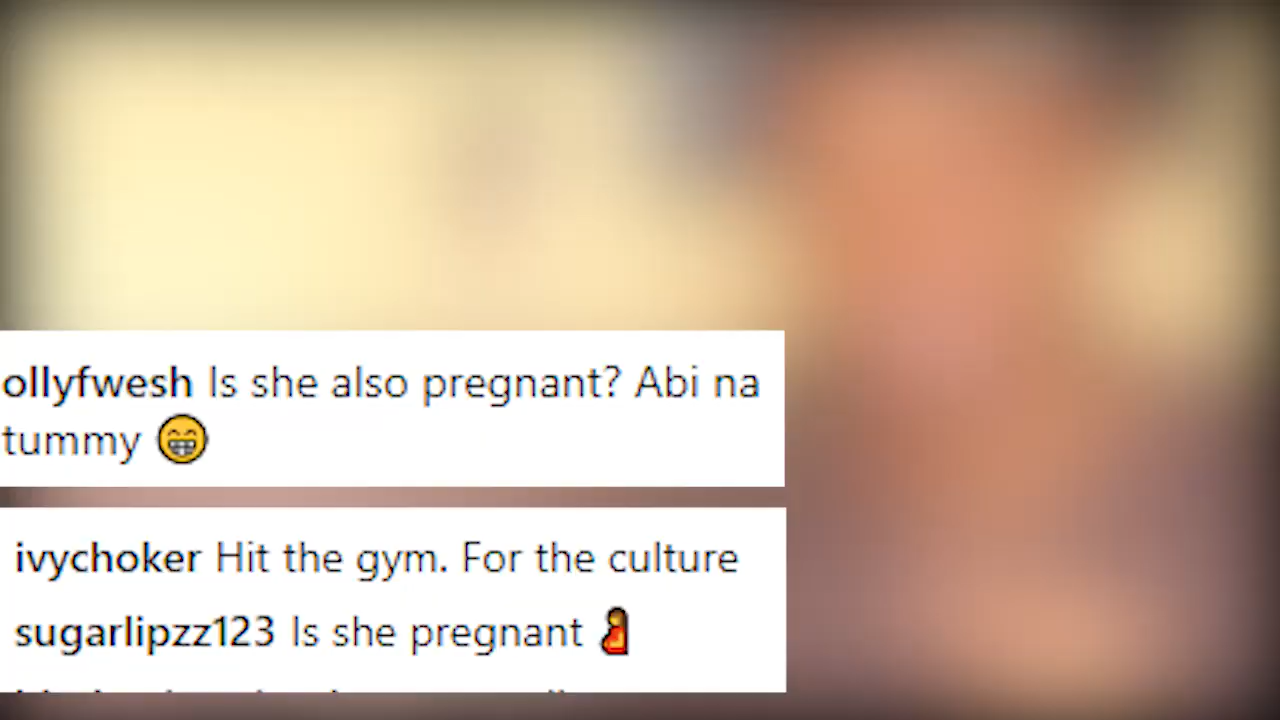 ollyfwesh Is she also pregnant? Abi na
tummy 😁
ivychoker Hit the gym. For the culture
sugarlipzz123 Is she pregnant 🤰